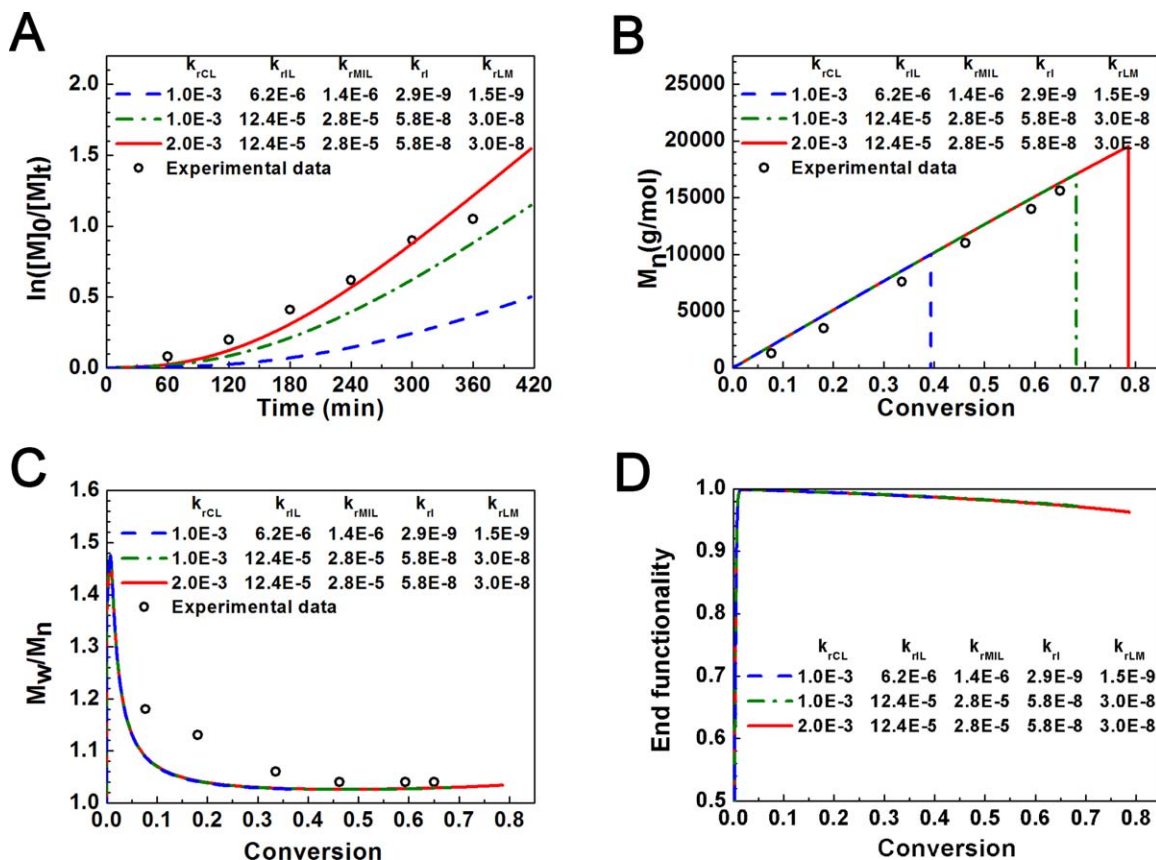 A
k_rCL k_rIL k_rMIL k_rI k_rLM
1.0E-3 6.2E-6 1.4E-6 2.9E-9 1.5E-9
1.0E-3 12.4E-5 2.8E-5 5.8E-8 3.0E-8
2.0E-3 12.4E-5 2.8E-5 5.8E-8 3.0E-8
Experimental data
ln([M]0/[M]t)
2.0
1.5
1.0
0.5
0.0
0 60 120 180 240 300 360 420
Time (min)
B
k_rCL k_rIL k_rMIL k_rI k_rLM
1.0E-3 6.2E-6 1.4E-6 2.9E-9 1.5E-9
1.0E-3 12.4E-5 2.8E-5 5.8E-8 3.0E-8
2.0E-3 12.4E-5 2.8E-5 5.8E-8 3.0E-8
Experimental data
M_n(g/mol)
25000
20000
15000
10000
5000
0
0.0 0.1 0.2 0.3 0.4 0.5 0.6 0.7 0.8
Conversion
C
k_rCL k_rIL k_rMIL k_rI k_rLM
1.0E-3 6.2E-6 1.4E-6 2.9E-9 1.5E-9
1.0E-3 12.4E-5 2.8E-5 5.8E-8 3.0E-8
2.0E-3 12.4E-5 2.8E-5 5.8E-8 3.0E-8
Experimental data
M_w/M_n
1.6
1.5
1.4
1.3
1.2
1.1
1.0
0.0 0.1 0.2 0.3 0.4 0.5 0.6 0.7 0.8
Conversion
D
End functionality
1.0
0.9
0.8
0.7
0.6
0.5
k_rCL k_rIL k_rMIL k_rI k_rLM
1.0E-3 6.2E-6 1.4E-6 2.9E-9 1.5E-9
1.0E-3 12.4E-5 2.8E-5 5.8E-8 3.0E-8
2.0E-3 12.4E-5 2.8E-5 5.8E-8 3.0E-8
0.0 0.1 0.2 0.3 0.4 0.5 0.6 0.7 0.8
Conversion